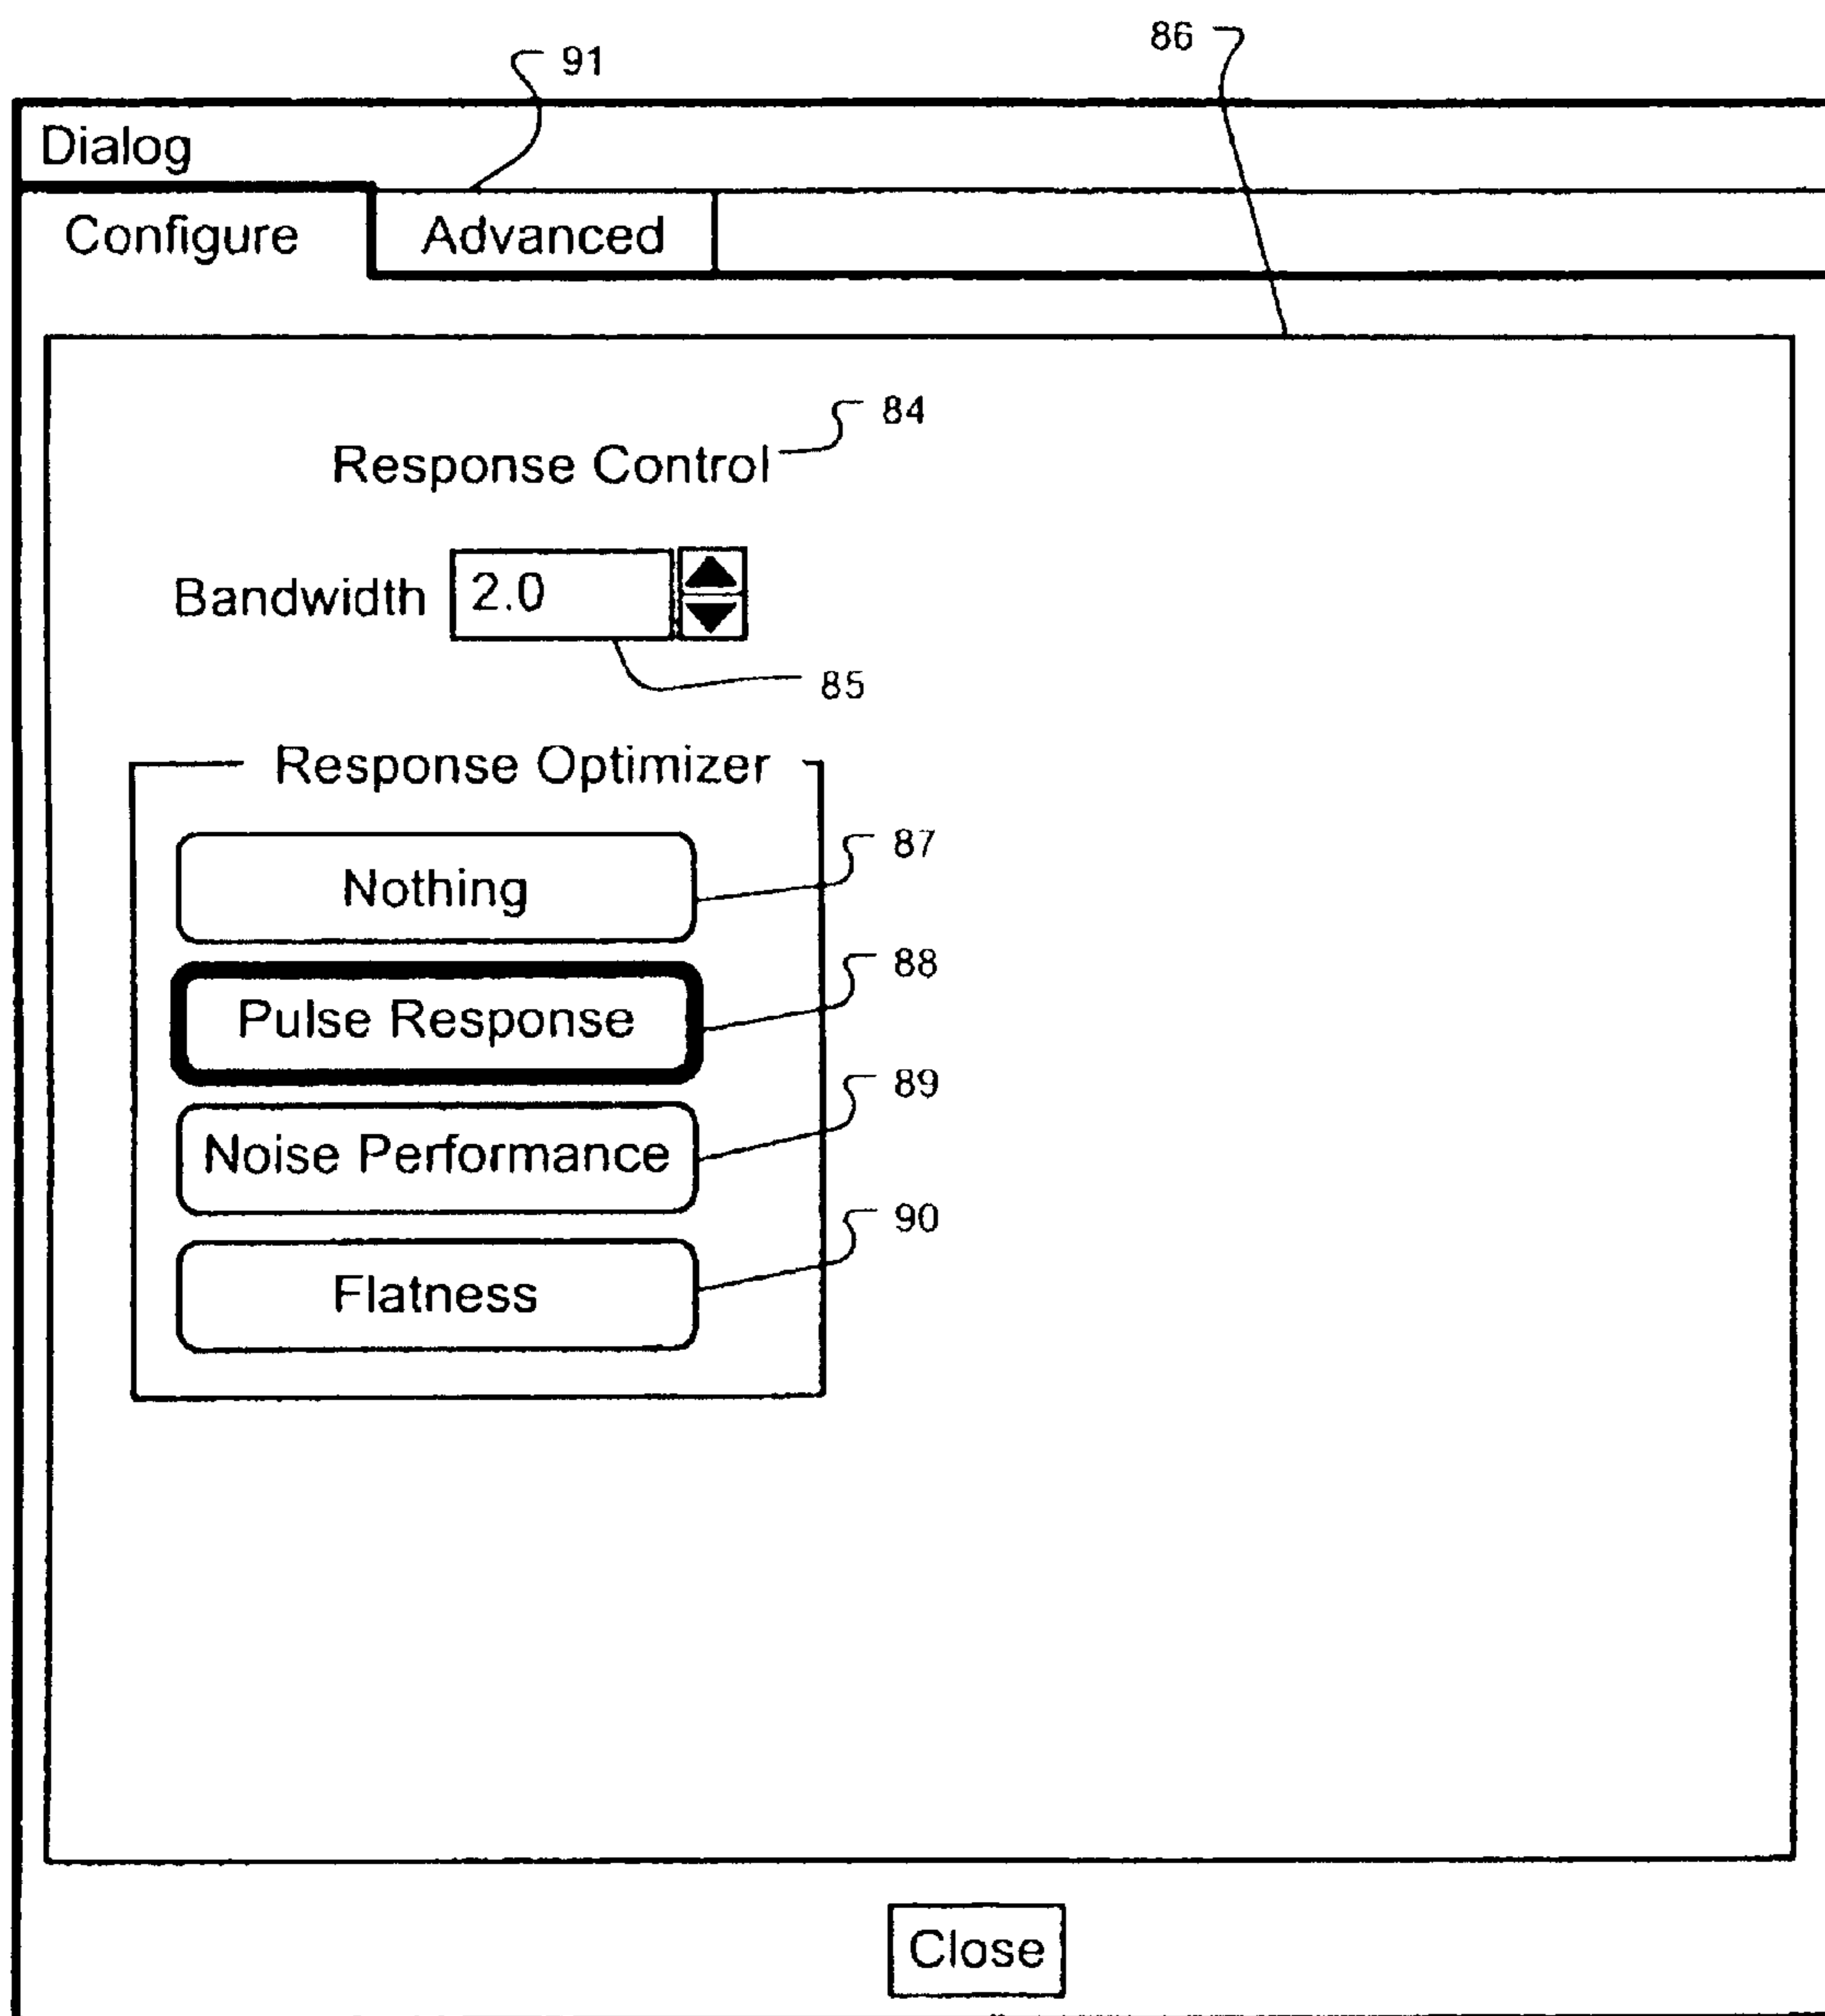 86
91
Dialog
Configure Advanced
84
Response Control
Bandwidth 2.0
85
Response Optimizer
87
Nothing
88
Pulse Response
89
Noise Performance
90
Flatness
Close